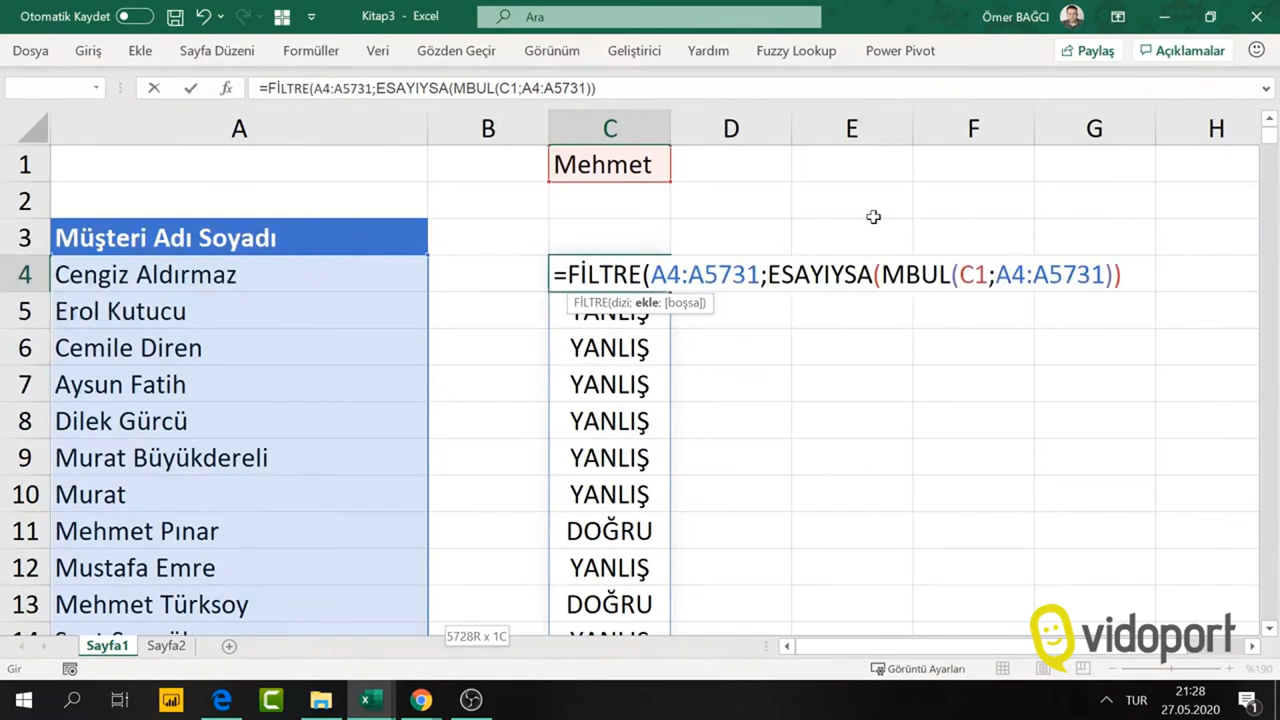 Otomatik Kaydet
Kitap3 - Excel
Ara
Ömer BAĞCI
Dosya Giriş Ekle Sayfa Düzeni Formüller Veri Gözden Geçir Görünüm Geliştirici Yardım Fuzzy Lookup Power Pivot Paylaş Açıklamalar
fx =FİLTRE(A4:A5731;ESAYIYSA(MBUL(C1;A4:A5731))
A B C D E F G H
1 Mehmet
2
3 Müşteri Adı Soyadı
4 Cengiz Aldırmaz =FİLTRE(A4:A5731;ESAYIYSA(MBUL(C1;A4:A5731))
FİLTRE(dizi; ekle; [boşsa])
5 Erol Kutucu YANLIŞ
6 Cemile Diren YANLIŞ
7 Aysun Fatih YANLIŞ
8 Dilek Gürcü YANLIŞ
9 Murat Büyükdereli YANLIŞ
10 Murat YANLIŞ
11 Mehmet Pınar DOĞRU
12 Mustafa Emre YANLIŞ
13 Mehmet Türksoy DOĞRU
5728R x 1C
vidoport
Sayfa1 Sayfa2
Gir
Görüntü Ayarları
%190
TUR
21:28
27.05.2020
1